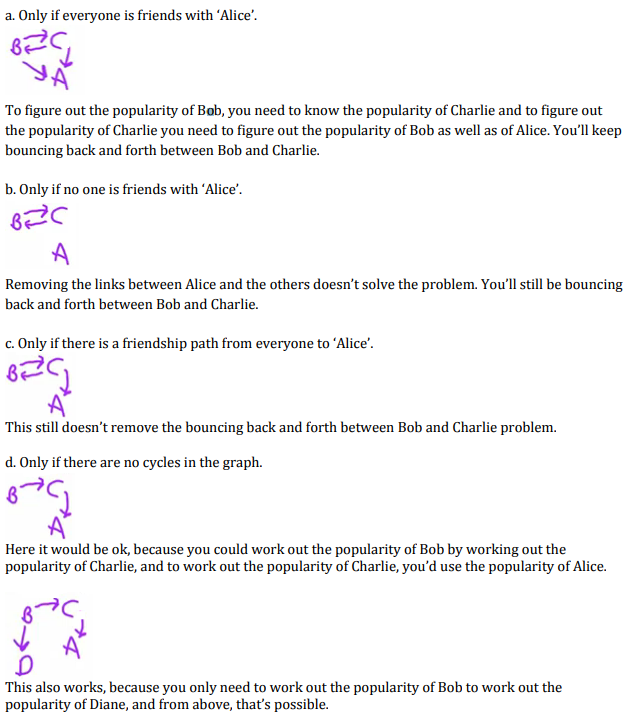 a. Only if everyone is friends with ‘Alice’.
B C
A
To figure out the popularity of Bob, you need to know the popularity of Charlie and to figure out
the popularity of Charlie you need to figure out the popularity of Bob as well as of Alice. You’ll keep
bouncing back and forth between Bob and Charlie.
b. Only if no one is friends with ‘Alice’.
B C
A
Removing the links between Alice and the others doesn’t solve the problem. You’ll still be bouncing
back and forth between Bob and Charlie.
c. Only if there is a friendship path from everyone to ‘Alice’.
B C
A
This still doesn’t remove the bouncing back and forth between Bob and Charlie problem.
d. Only if there are no cycles in the graph.
B C
A
Here it would be ok, because you could work out the popularity of Bob by working out the
popularity of Charlie, and to work out the popularity of Charlie, you’d use the popularity of Alice.
B C
D A
This also works, because you only need to work out the popularity of Bob to work out the
popularity of Diane, and from above, that’s possible.